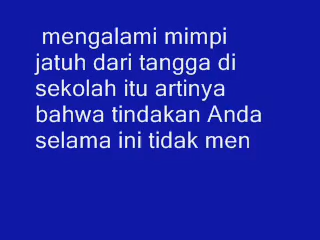 mengalami mimpi
jatuh dari tangga di
sekolah itu artinya
bahwa tindakan Anda
selama ini tidak men